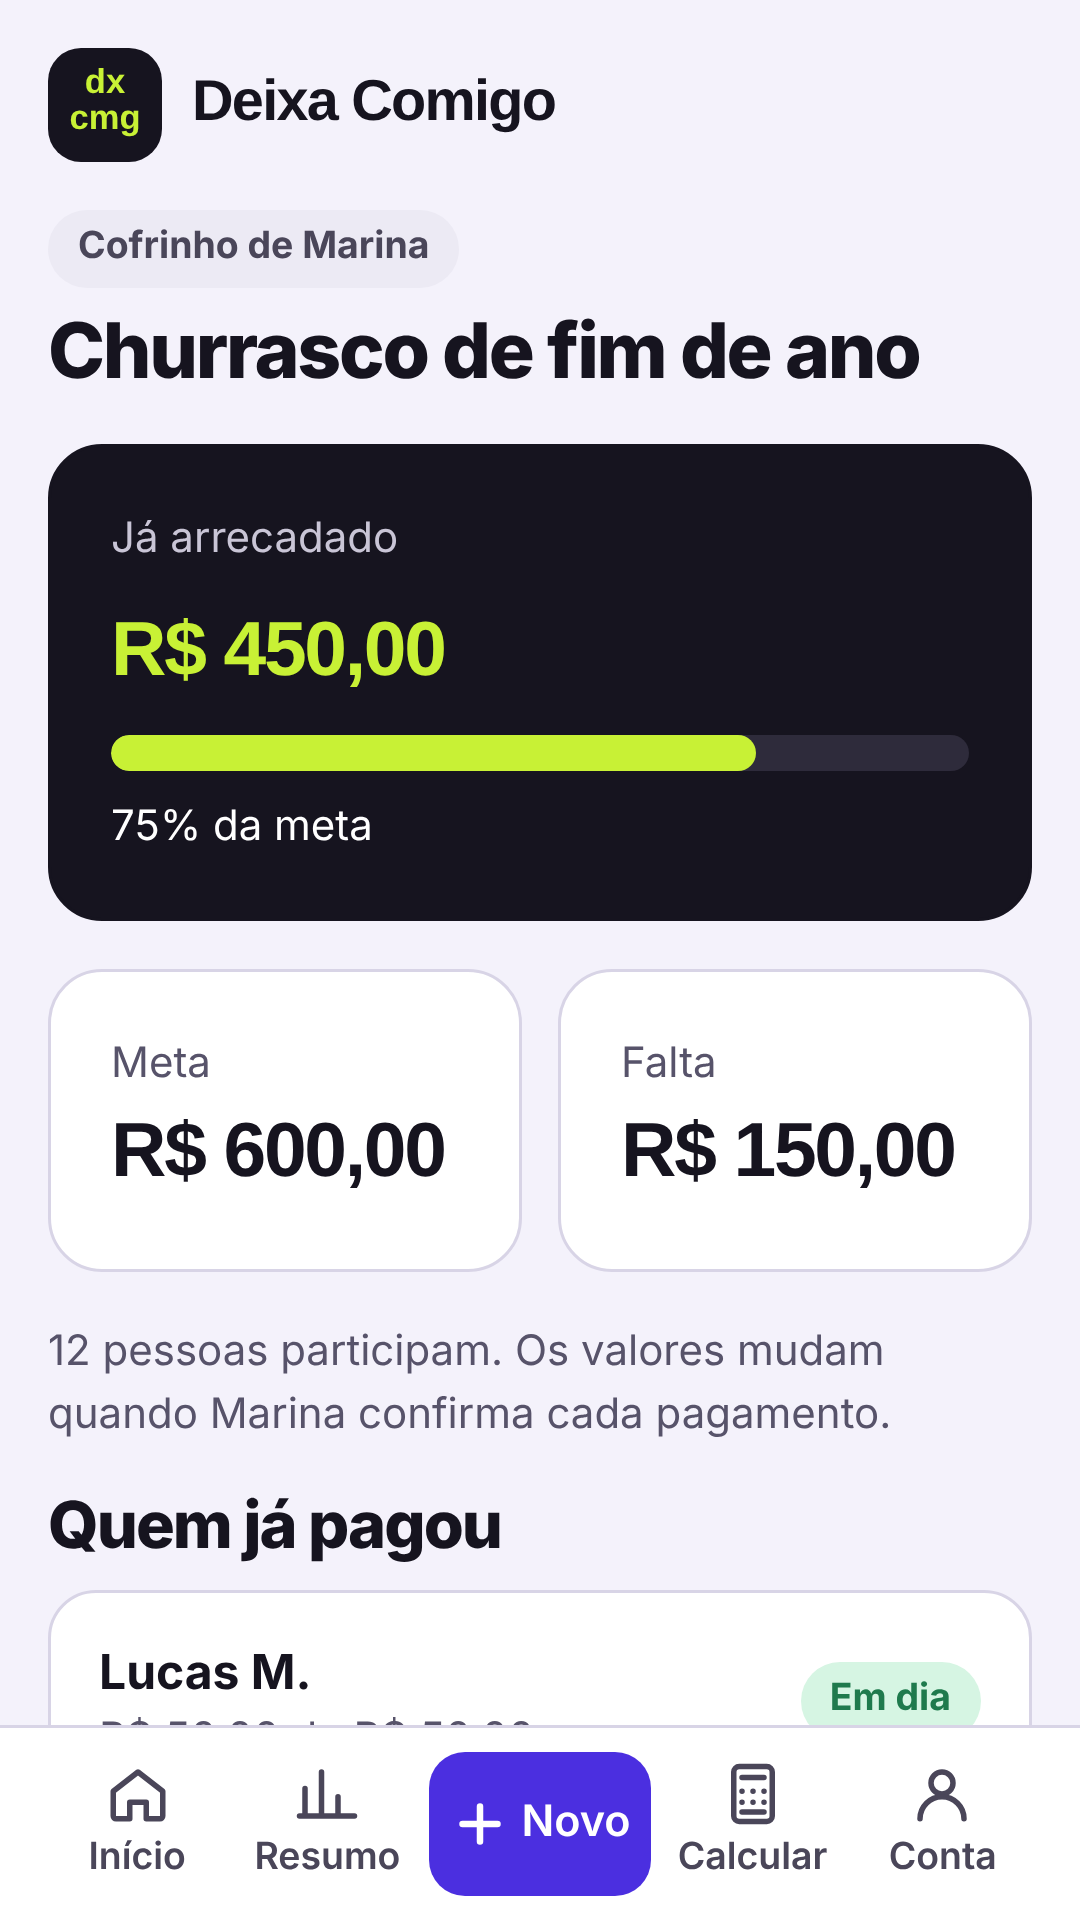 dx
cmg
Deixa Comigo
Cofrinho de Marina
Churrasco de fim de ano
Já arrecadado
R$ 450,00
75% da meta
Meta
R$ 600,00
Falta
R$ 150,00
12 pessoas participam. Os valores mudam
quando Marina confirma cada pagamento.
Quem já pagou
Lucas M.
Em dia
Início
Resumo
Novo
Calcular
Conta